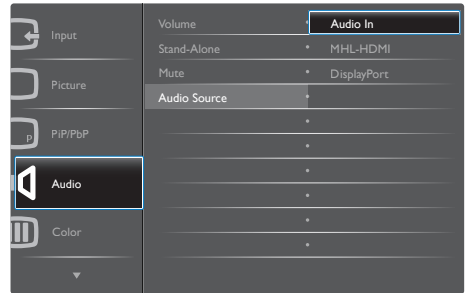 Input
Picture
P
PiP/PbP
Audio
Color
Volume
Stand-Alone
Mute
Audio Source
Audio In
MHL-HDMI
DisplayPort